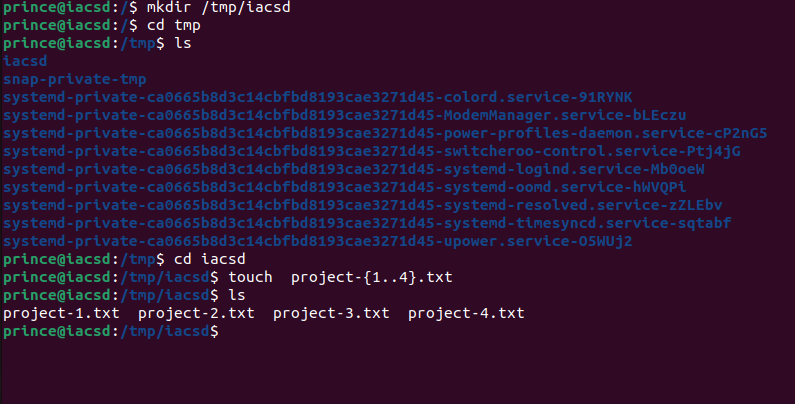 prince@iacsd:/$ mkdir /tmp/iacsd
prince@iacsd:/$ cd tmp
prince@iacsd:/tmp$ ls
iacsd
snap-private-tmp
systemd-private-ca0665b8d3c14cbfbd8193cae3271d45-colord.service-91RYNK
systemd-private-ca0665b8d3c14cbfbd8193cae3271d45-ModemManager.service-bLEczu
systemd-private-ca0665b8d3c14cbfbd8193cae3271d45-power-profiles-daemon.service-cP2nG5
systemd-private-ca0665b8d3c14cbfbd8193cae3271d45-switcheroo-control.service-Ptj4jG
systemd-private-ca0665b8d3c14cbfbd8193cae3271d45-systemd-logind.service-Mb0oeW
systemd-private-ca0665b8d3c14cbfbd8193cae3271d45-systemd-oomd.service-hWVQPi
systemd-private-ca0665b8d3c14cbfbd8193cae3271d45-systemd-resolved.service-zZLEbv
systemd-private-ca0665b8d3c14cbfbd8193cae3271d45-systemd-timesyncd.service-sqtabf
systemd-private-ca0665b8d3c14cbfbd8193cae3271d45-upower.service-O5WUj2
prince@iacsd:/tmp$ cd iacsd
prince@iacsd:/tmp/iacsd$ touch  project-{1..4}.txt
prince@iacsd:/tmp/iacsd$ ls
project-1.txt  project-2.txt  project-3.txt  project-4.txt
prince@iacsd:/tmp/iacsd$